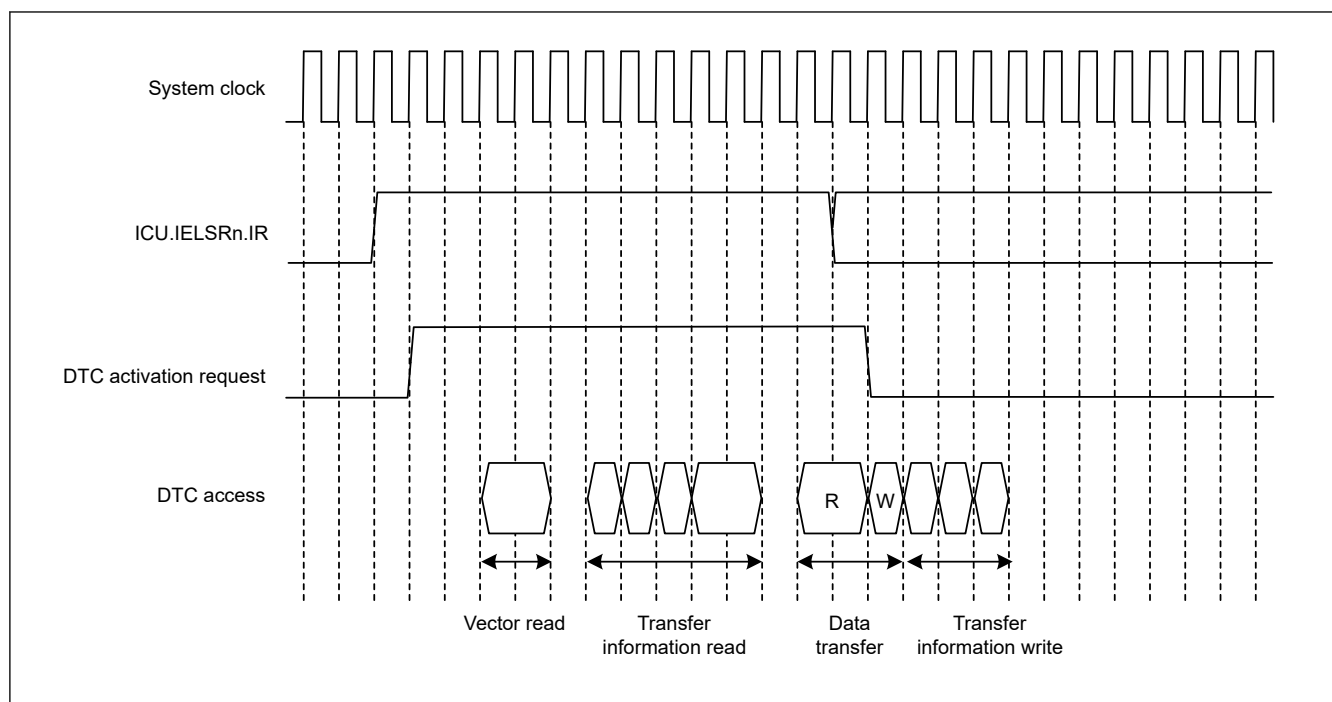 System clock
ICU.IELSRn.IR
DTC activation request
DTC access
R
W
Vector read
Transfer
information read
Data
transfer
Transfer
information write